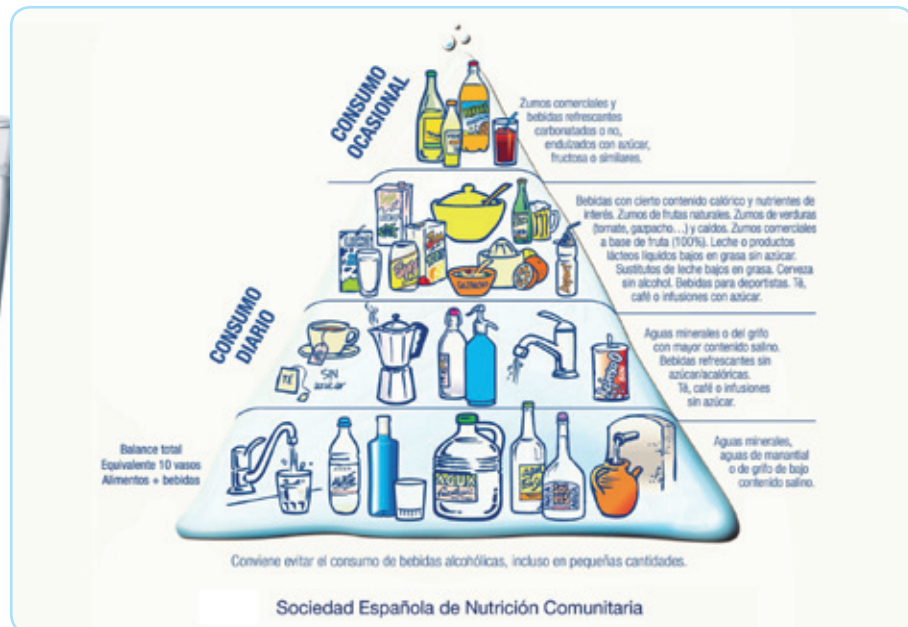 CONSUMO
OCASIONAL
Zumos comerciales y
bebidas refrescantes
carbonatadas o no,
endulzados con azúcar,
fructosa o similares.
Bebidas con cierto contenido calórico y nutrientes de
interés. Zumos de frutas naturales. Zumos de verduras
(tomate, gazpacho...) y caldos. Zumos comerciales
a base de fruta (100%). Leche o productos
lácteos líquidos bajos en grasa sin azúcar.
Sustitutos de leche bajos en grasa. Cerveza
sin alcohol. Bebidas para deportistas. Té,
café o infusiones con azúcar.
CONSUMO
DIARIO
TÉ
SIN
azúcar
Aguas minerales o del grifo
con mayor contenido salino.
Bebidas refrescantes sin
azúcar/acalóricas.
Té, café o infusiones
sin azúcar.
Balance total
Equivalente 10 vasos
Alimentos + bebidas
AGUA
Aguas minerales,
aguas de manantial
o de grifo de bajo
contenido salino.
Conviene evitar el consumo de bebidas alcohólicas, incluso en pequeñas cantidades.
Sociedad Española de Nutrición Comunitaria